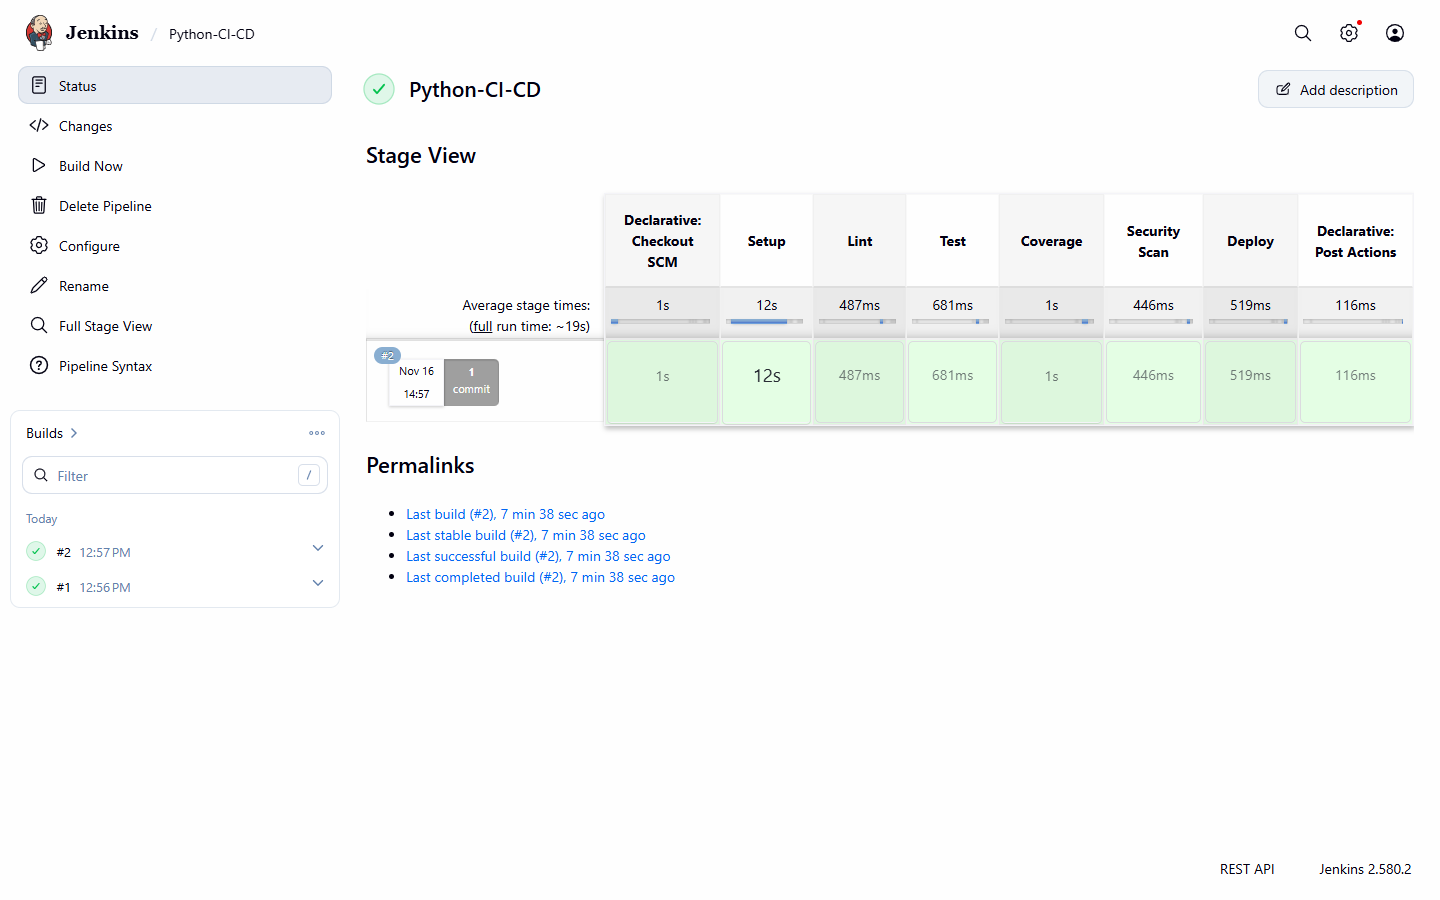 Jenkins / Python-CI-CD
Status
Changes
Build Now
Delete Pipeline
Configure
Rename
Full Stage View
Pipeline Syntax
Builds
Filter /
Today
#2 12:57 PM
#1 12:56 PM
Python-CI-CD
Add description
Stage View
Declarative: Checkout SCM
Setup
Lint
Test
Coverage
Security Scan
Deploy
Declarative: Post Actions
Average stage times:
(full run time: ~19s)
1s 12s 487ms 681ms 1s 446ms 519ms 116ms
#2
Nov 16
14:57
1
commit
1s 12s 487ms 681ms 1s 446ms 519ms 116ms
Permalinks
Last build (#2), 7 min 38 sec ago
Last stable build (#2), 7 min 38 sec ago
Last successful build (#2), 7 min 38 sec ago
Last completed build (#2), 7 min 38 sec ago
REST API
Jenkins 2.580.2